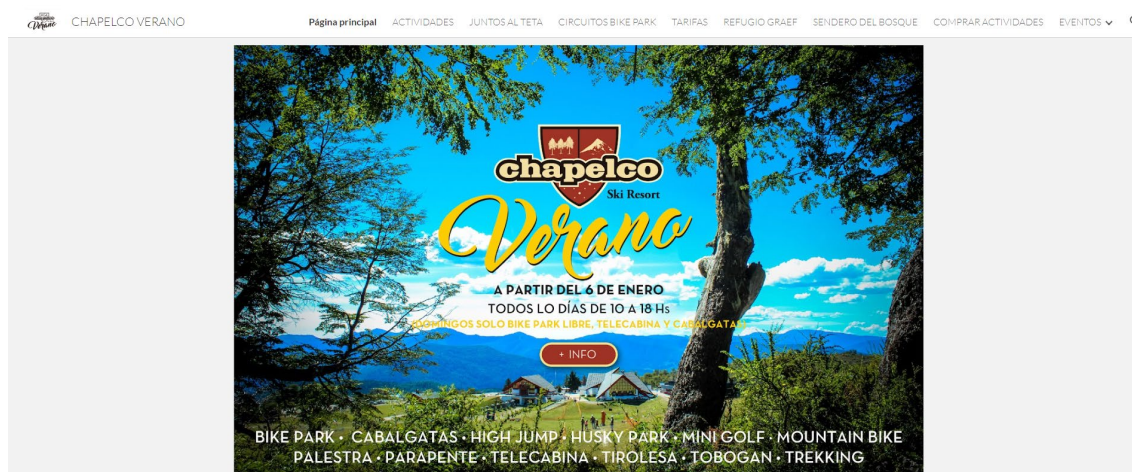 CHAPELCO VERANO
Página principal ACTIVIDADES JUNTOS AL TETA CIRCUITOS BIKE PARK TARIFAS REFUGIO GRAEF SENDERO DEL BOSQUE COMPRAR ACTIVIDADES EVENTOS
chapelco
Ski Resort
Verano
A PARTIR DEL 6 DE ENERO
TODOS LO DÍAS DE 10 A 18 Hs
(DOMINGOS SOLO BIKE PARK LIBRE, TELECABINA Y CABALGATAS)
+ INFO
BIKE PARK • CABALGATAS • HIGH JUMP • HUSKY PARK • MINI GOLF • MOUNTAIN BIKE
PALESTRA • PARAPENTE • TELECABINA • TIROLESA • TOBOGAN • TREKKING